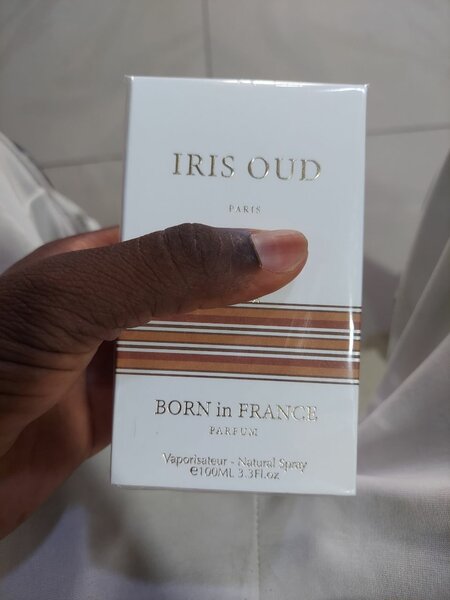 IRIS OUD
PARIS
BORN in FRANCE
PARFUM
Vaporisateur - Natural Spray
℮100ML 3.3Fl.oz